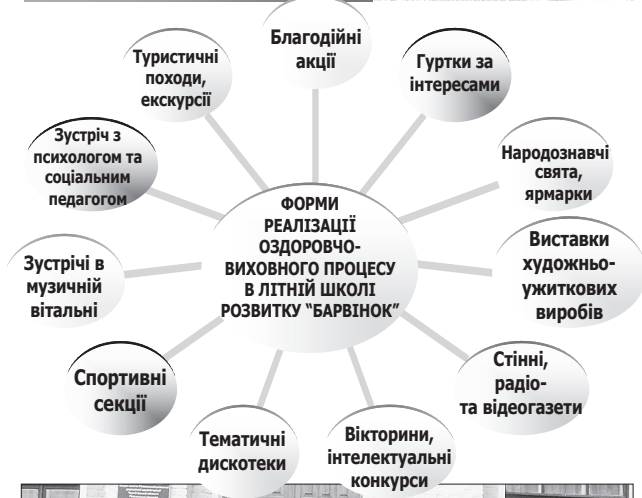 Благодійні
акції
Гуртки за
інтересами
Народознавчі
свята,
ярмарки
Виставки
художньо-
ужиткових
виробів
Стінні,
радіо-
та відеогазети
Вікторини,
інтелектуальні
конкурси
Тематичні
дискотеки
Спортивні
секції
Зустрічі в
музичній
вітальні
Зустріч з
психологом та
соціальним
педагогом
Туристичні
походи,
екскурсії
ФОРМИ
РЕАЛІЗАЦІЇ
ОЗДОРОВЧО-
ВИХОВНОГО ПРОЦЕСУ
В ЛІТНІЙ ШКОЛІ
РОЗВИТКУ “БАРВІНОК”